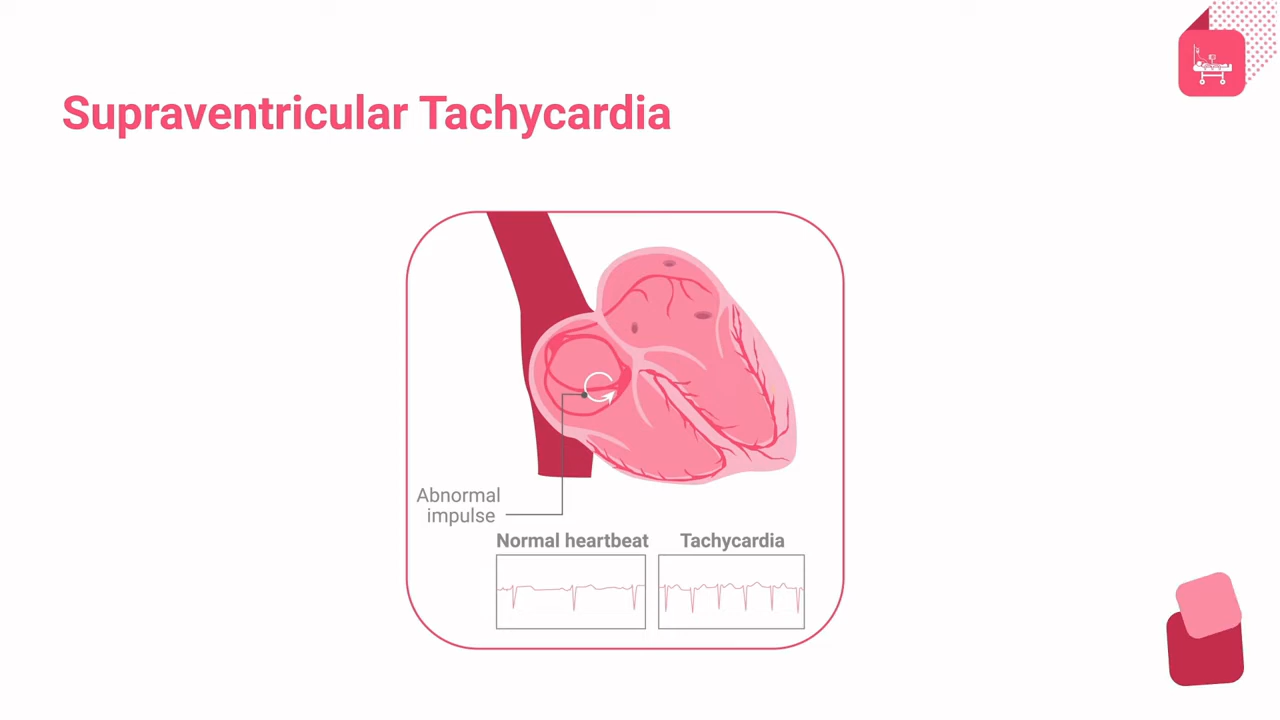 Supraventricular Tachycardia
Abnormal
impulse
Normal heartbeat
Tachycardia